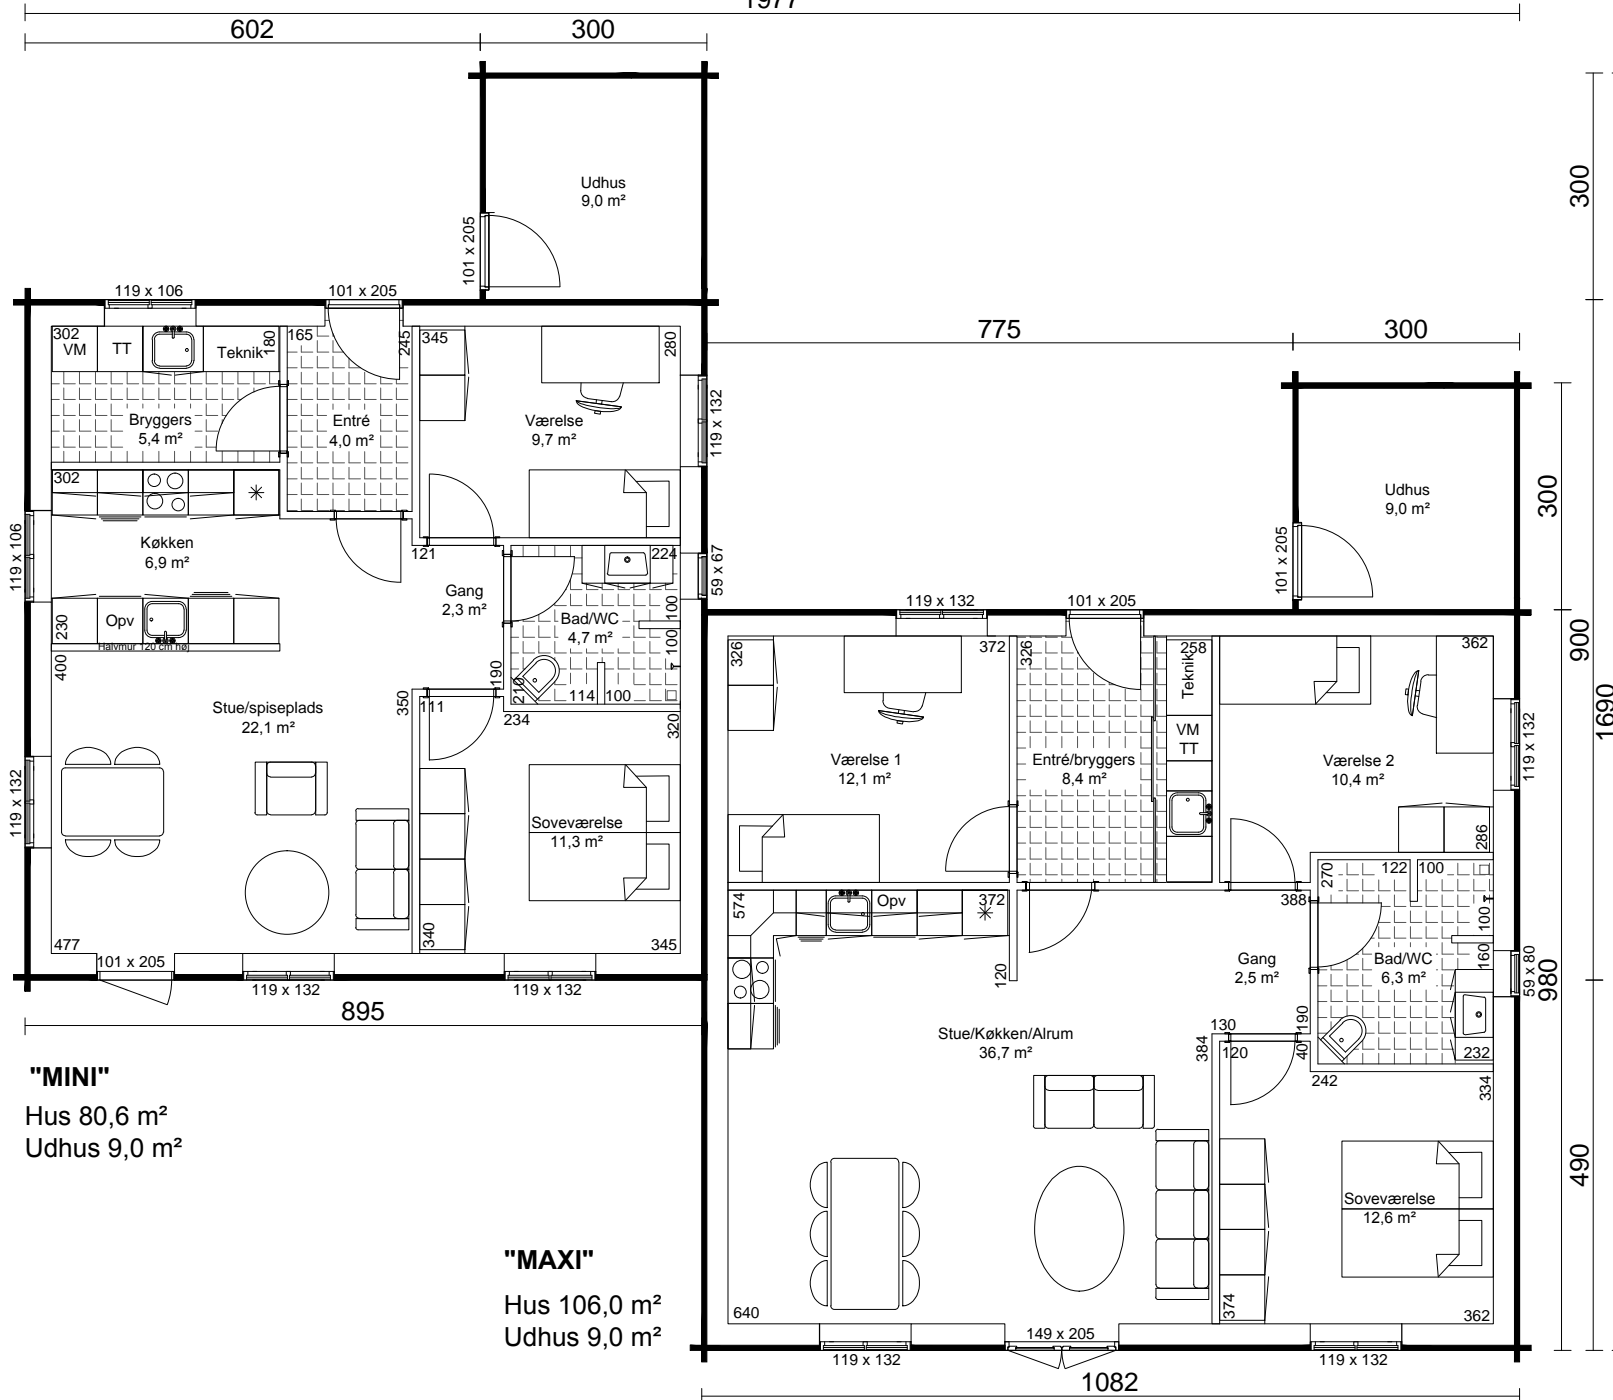 1977
602
300
Udhus
9,0 m²
101 x 205
300
119 x 106
101 x 205
775
300
302
VM
TT
Teknik
180
165
245
345
280
119 x 132
Bryggers
5,4 m²
Entré
4,0 m²
Værelse
9,7 m²
302
119 x 106
Køkken
6,9 m²
121
224
59 x 67
Gang
2,3 m²
Bad/WC
4,7 m²
100
100
230
Opv
Halvmur 120 cm høj
400
190
210
114
100
350
111
234
320
Stue/spiseplads
22,1 m²
119 x 132
Soveværelse
11,3 m²
477
340
345
101 x 205
119 x 132
119 x 132
895
Udhus
9,0 m²
101 x 205
300
119 x 132
101 x 205
900
1690
326
372
326
Teknik
258
362
VM
TT
Værelse 1
12,1 m²
Entré/bryggers
8,4 m²
Værelse 2
10,4 m²
119 x 132
286
574
Opv
372
388
270
122
100
100
160
120
Gang
2,5 m²
Bad/WC
6,3 m²
59 x 80
980
190
130
120
40
232
384
242
334
Stue/Køkken/Alrum
36,7 m²
490
Soveværelse
12,6 m²
640
374
362
149 x 205
119 x 132
119 x 132
1082
"MINI"
Hus 80,6 m²
Udhus 9,0 m²
"MAXI"
Hus 106,0 m²
Udhus 9,0 m²